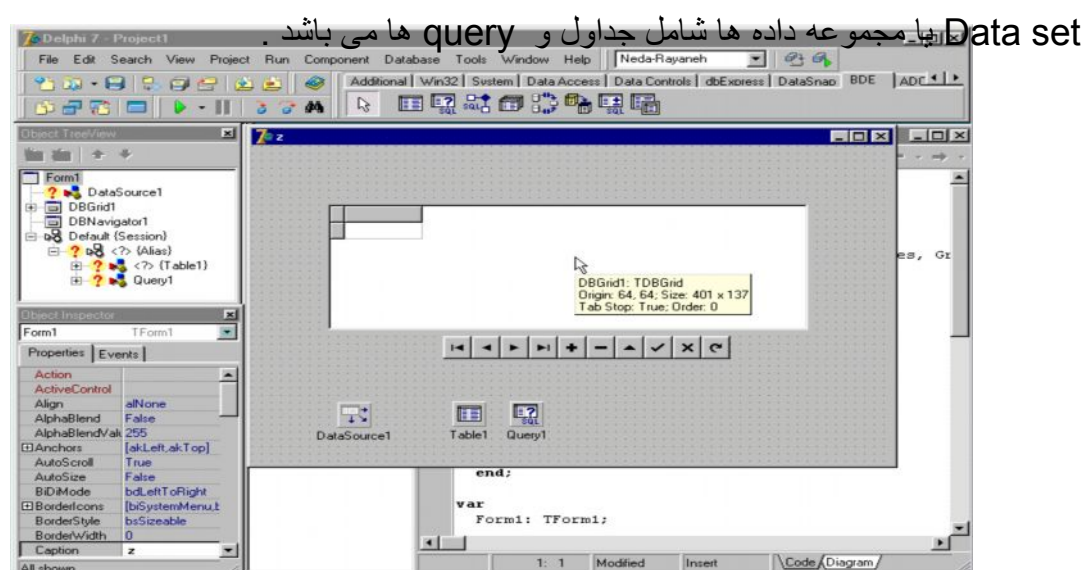 Data set یا مجموعه داده ها شامل جداول و query ها می باشد .
Delphi 7 - Project1
File Edit Search View Project Run Component Database Tools Window Help Neda-Rayaneh
Additional Win32 System Data Access Data Controls dbExpress DataSnap BDE ADC
Object TreeView
Form1
DataSource1
DBGrid1
DBNavigator1
Default {Session}
<?> {Alias}
<?> {Table1}
Query1
z
DBGrid1: TDBGrid
Origin: 64, 64; Size: 401 x 137
Tab Stop: True; Order: 0
DataSource1 Table1 Query1
es, Gr
end;
var
Form1: TForm1;
1: 1 Modified Insert Code Diagram
Object Inspector
Form1 TForm1
Properties Events
Action
ActiveControl
Align alNone
AlphaBlend False
AlphaBlendVal 255
Anchors [akLeft,akTop]
AutoScroll True
AutoSize False
BiDiMode bdLeftToRight
BorderIcons [biSystemMenu,t
BorderStyle bsSizeable
BorderWidth 0
Caption z
All shown